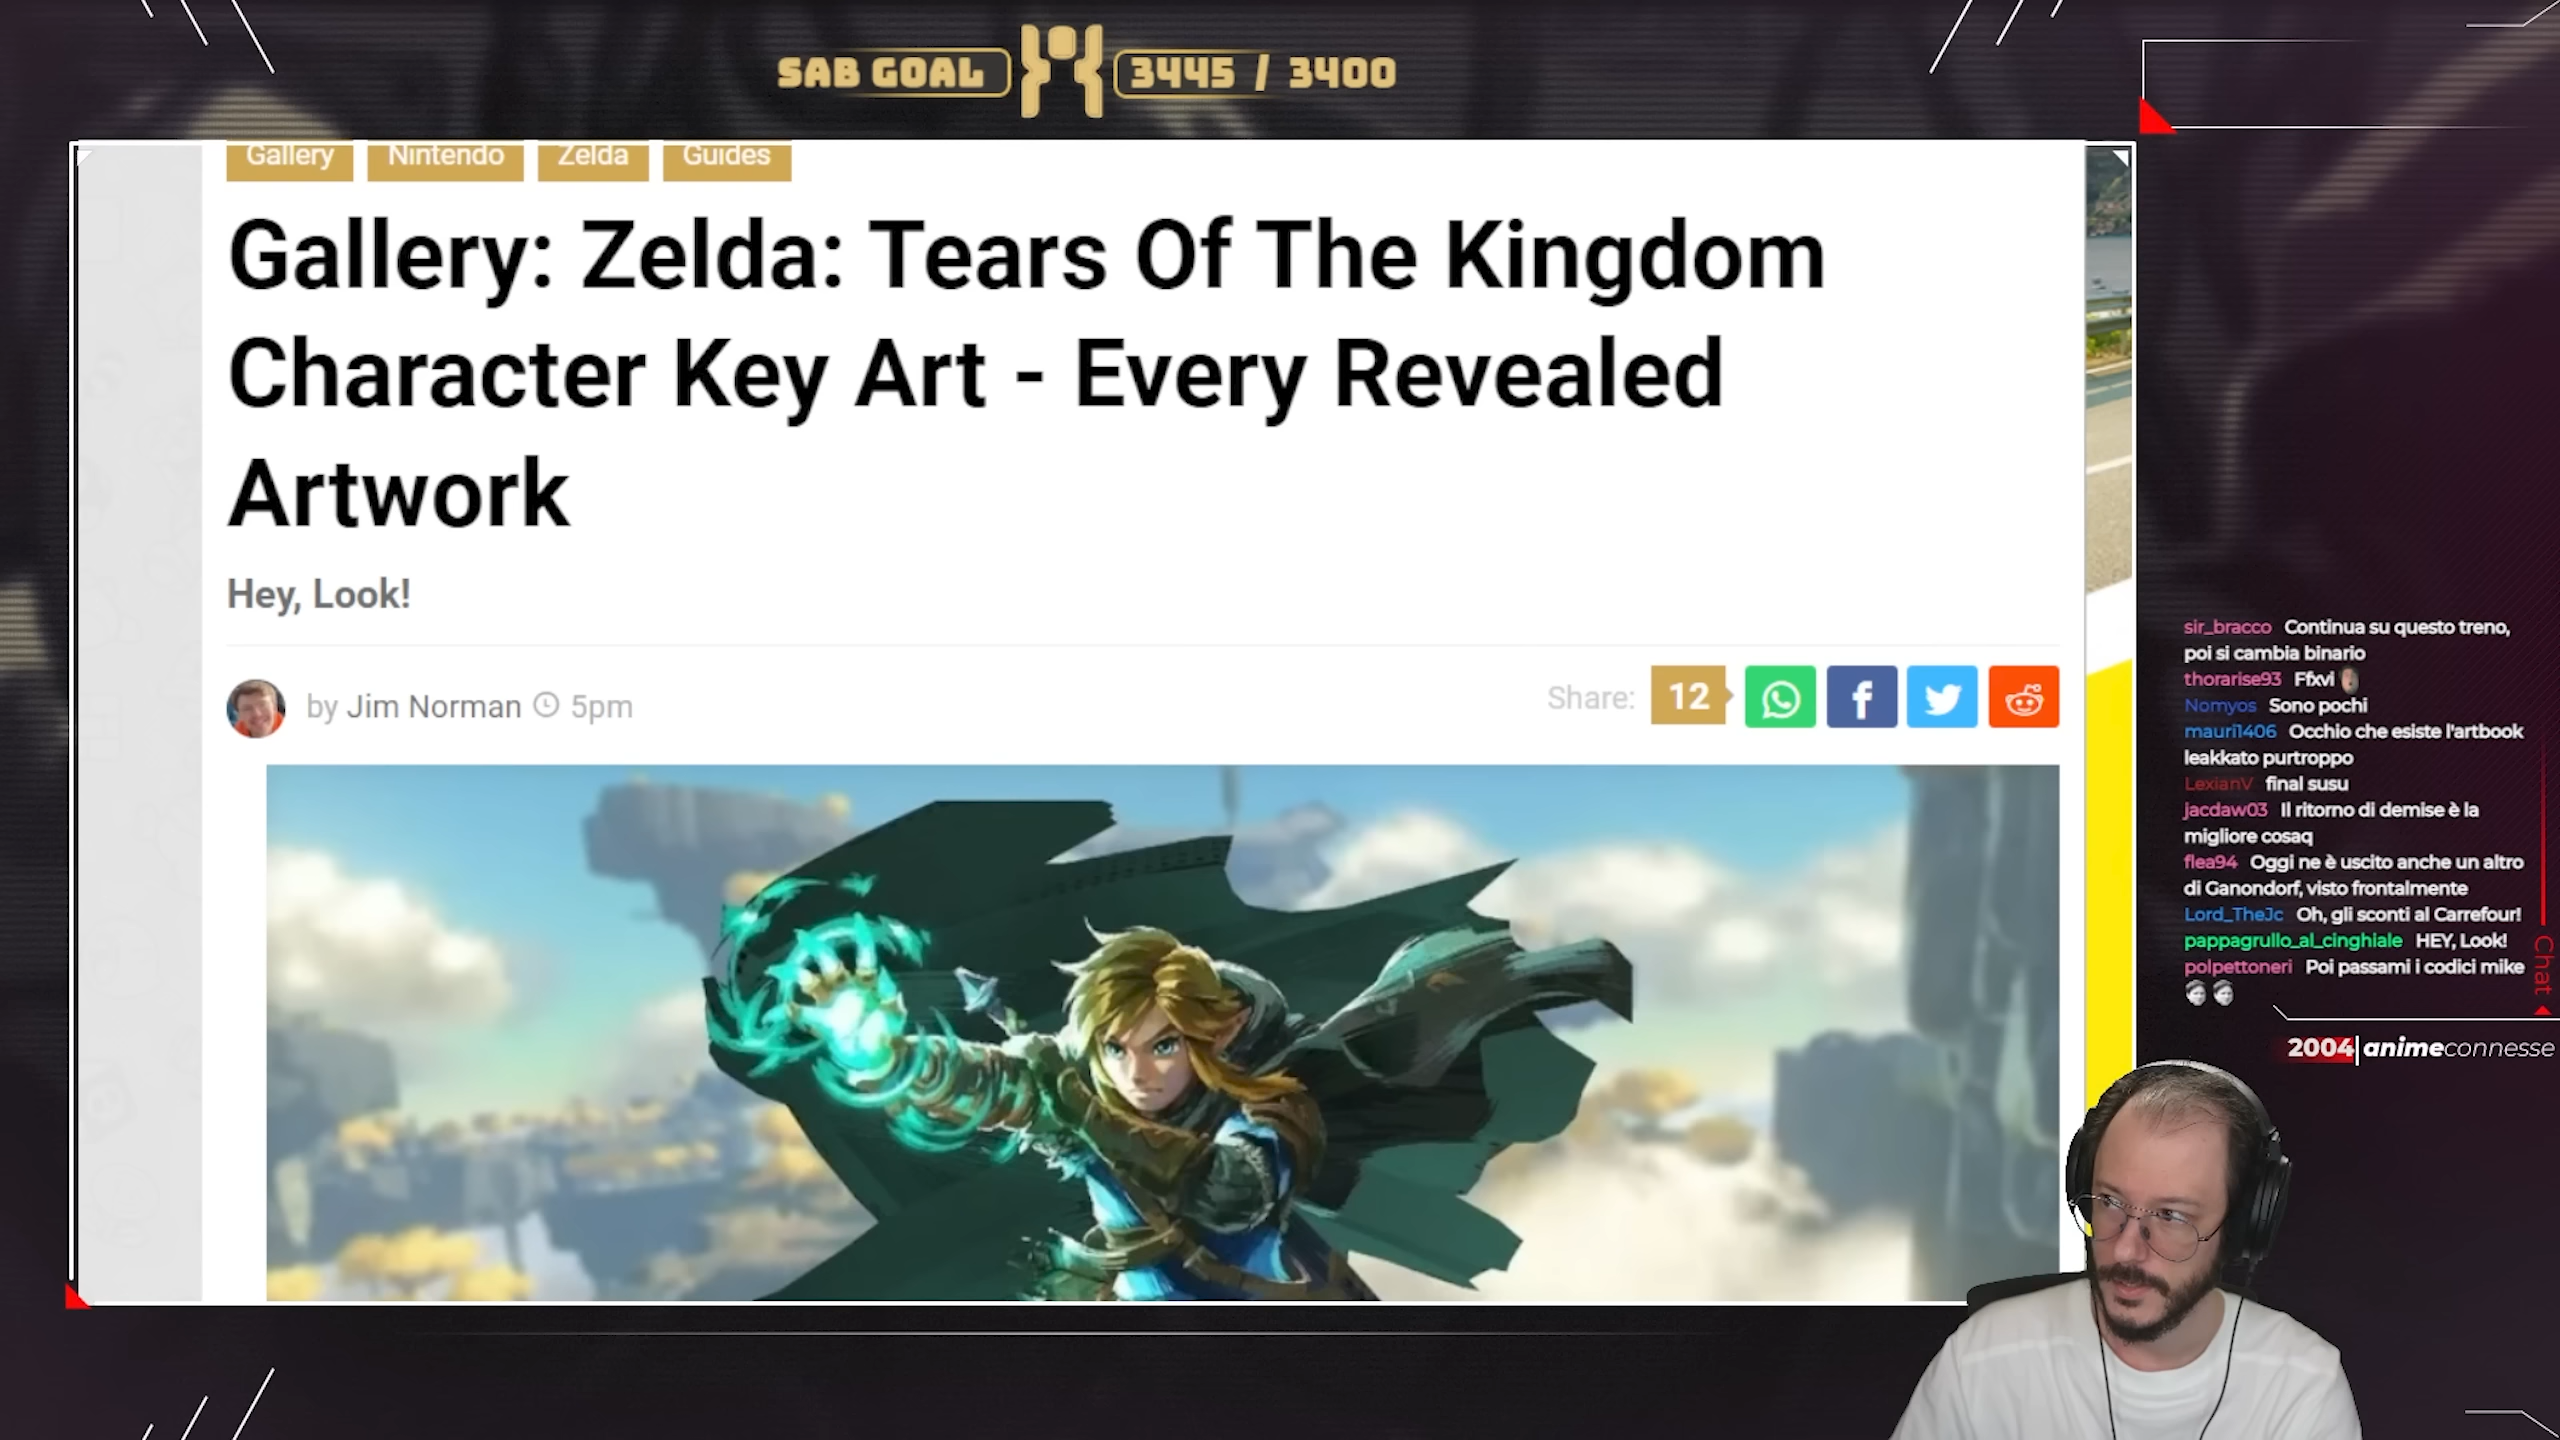 SAB GOAL 3445 / 3400
Gallery Nintendo Zelda Guides
Gallery: Zelda: Tears Of The Kingdom
Character Key Art - Every Revealed
Artwork
Hey, Look!
by Jim Norman 5pm
Share: 12
sir_bracco Continua su questo treno,
poi si cambia binario
thorarise93 Ffxvi
Nomyos Sono pochi
mauri1406 Occhio che esiste l'artbook
leakkato purtroppo
LexianV final susu
jacdaw03 Il ritorno di demise è la
migliore cosaq
flea94 Oggi ne è uscito anche un altro
di Ganondorf, visto frontalmente
Lord_TheJc Oh, gli sconti al Carrefour!
pappagrullo_al_cinghiale HEY, Look!
polpettoneri Poi passami i codici mike
Chat
2004 animeconnesse